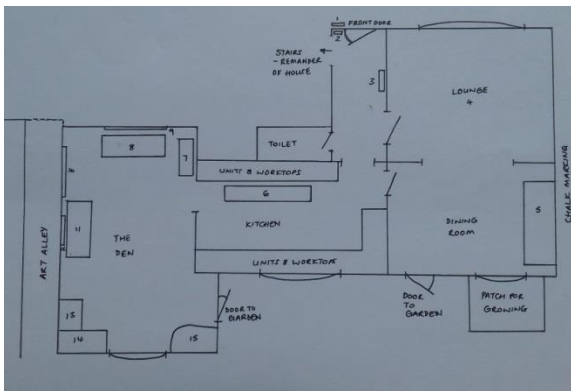 1
FRONT DOOR
2
STAIRS
- REMANDER
OF HOUSE
3
LOUNGE
4
TOILET
9
8
7
10
UNITS & WORKTOPS
6
CHALK MARKING
5
11
THE
DEN
KITCHEN
DINING
ROOM
ART ALLEY
UNITS & WORKTOPS
DOOR TO
GARDEN
DOOR
TO
GARDEN
PATCH FOR
GROWING
13
14
15